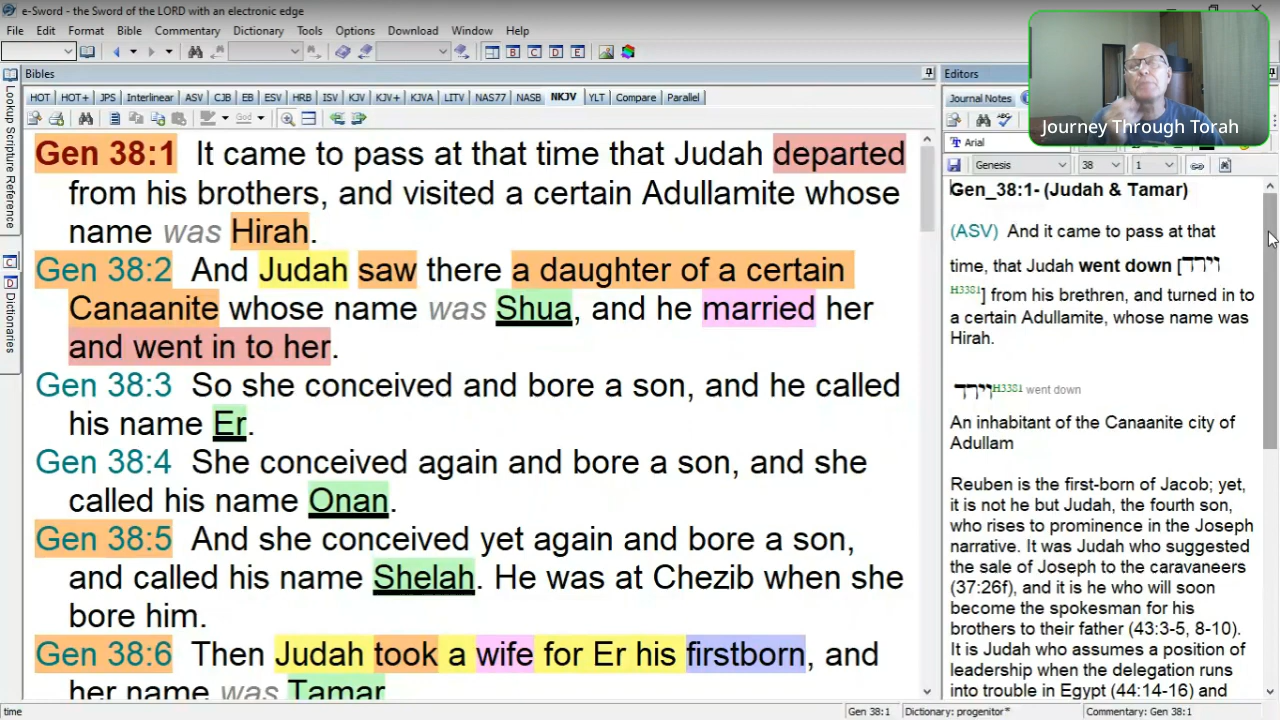 e-Sword - the Sword of the LORD with an electronic edge
File Edit Format Bible Commentary Dictionary Tools Options Download Window Help
Bibles
HOT HOT+ JPS Interlinear ASV CJB EB ESV HRB ISV KJV KJV+ KJVA LITV NAS77 NASB NKJV YLT Compare Parallel
Lookup Scripture Reference
Dictionaries
Gen 38:1 It came to pass at that time that Judah departed
from his brothers, and visited a certain Adullamite whose
name was Hirah.
Gen 38:2 And Judah saw there a daughter of a certain
Canaanite whose name was Shua, and he married her
and went in to her.
Gen 38:3 So she conceived and bore a son, and he called
his name Er.
Gen 38:4 She conceived again and bore a son, and she
called his name Onan.
Gen 38:5 And she conceived yet again and bore a son,
and called his name Shelah. He was at Chezib when she
bore him.
Gen 38:6 Then Judah took a wife for Er his firstborn, and
her name was Tamar
Editors
Journal Notes
Journey Through Torah
Arial
Genesis 38 1
Gen_38:1- (Judah & Tamar)
(ASV) And it came to pass at that
time, that Judah went down [וירד
H3381] from his brethren, and turned in to
a certain Adullamite, whose name was
Hirah.
וירד H3381 went down
An inhabitant of the Canaanite city of
Adullam
Reuben is the first-born of Jacob; yet,
it is not he but Judah, the fourth son,
who rises to prominence in the Joseph
narrative. It was Judah who suggested
the sale of Joseph to the caravaneers
(37:26f), and it is he who will soon
become the spokesman for his
brothers to their father (43:3-5, 8-10).
It is Judah who assumes a position of
leadership when the delegation runs
into trouble in Egypt (44:14-16) and
time
Gen 38:1 Dictionary: progenitor* Commentary: Gen 38:1